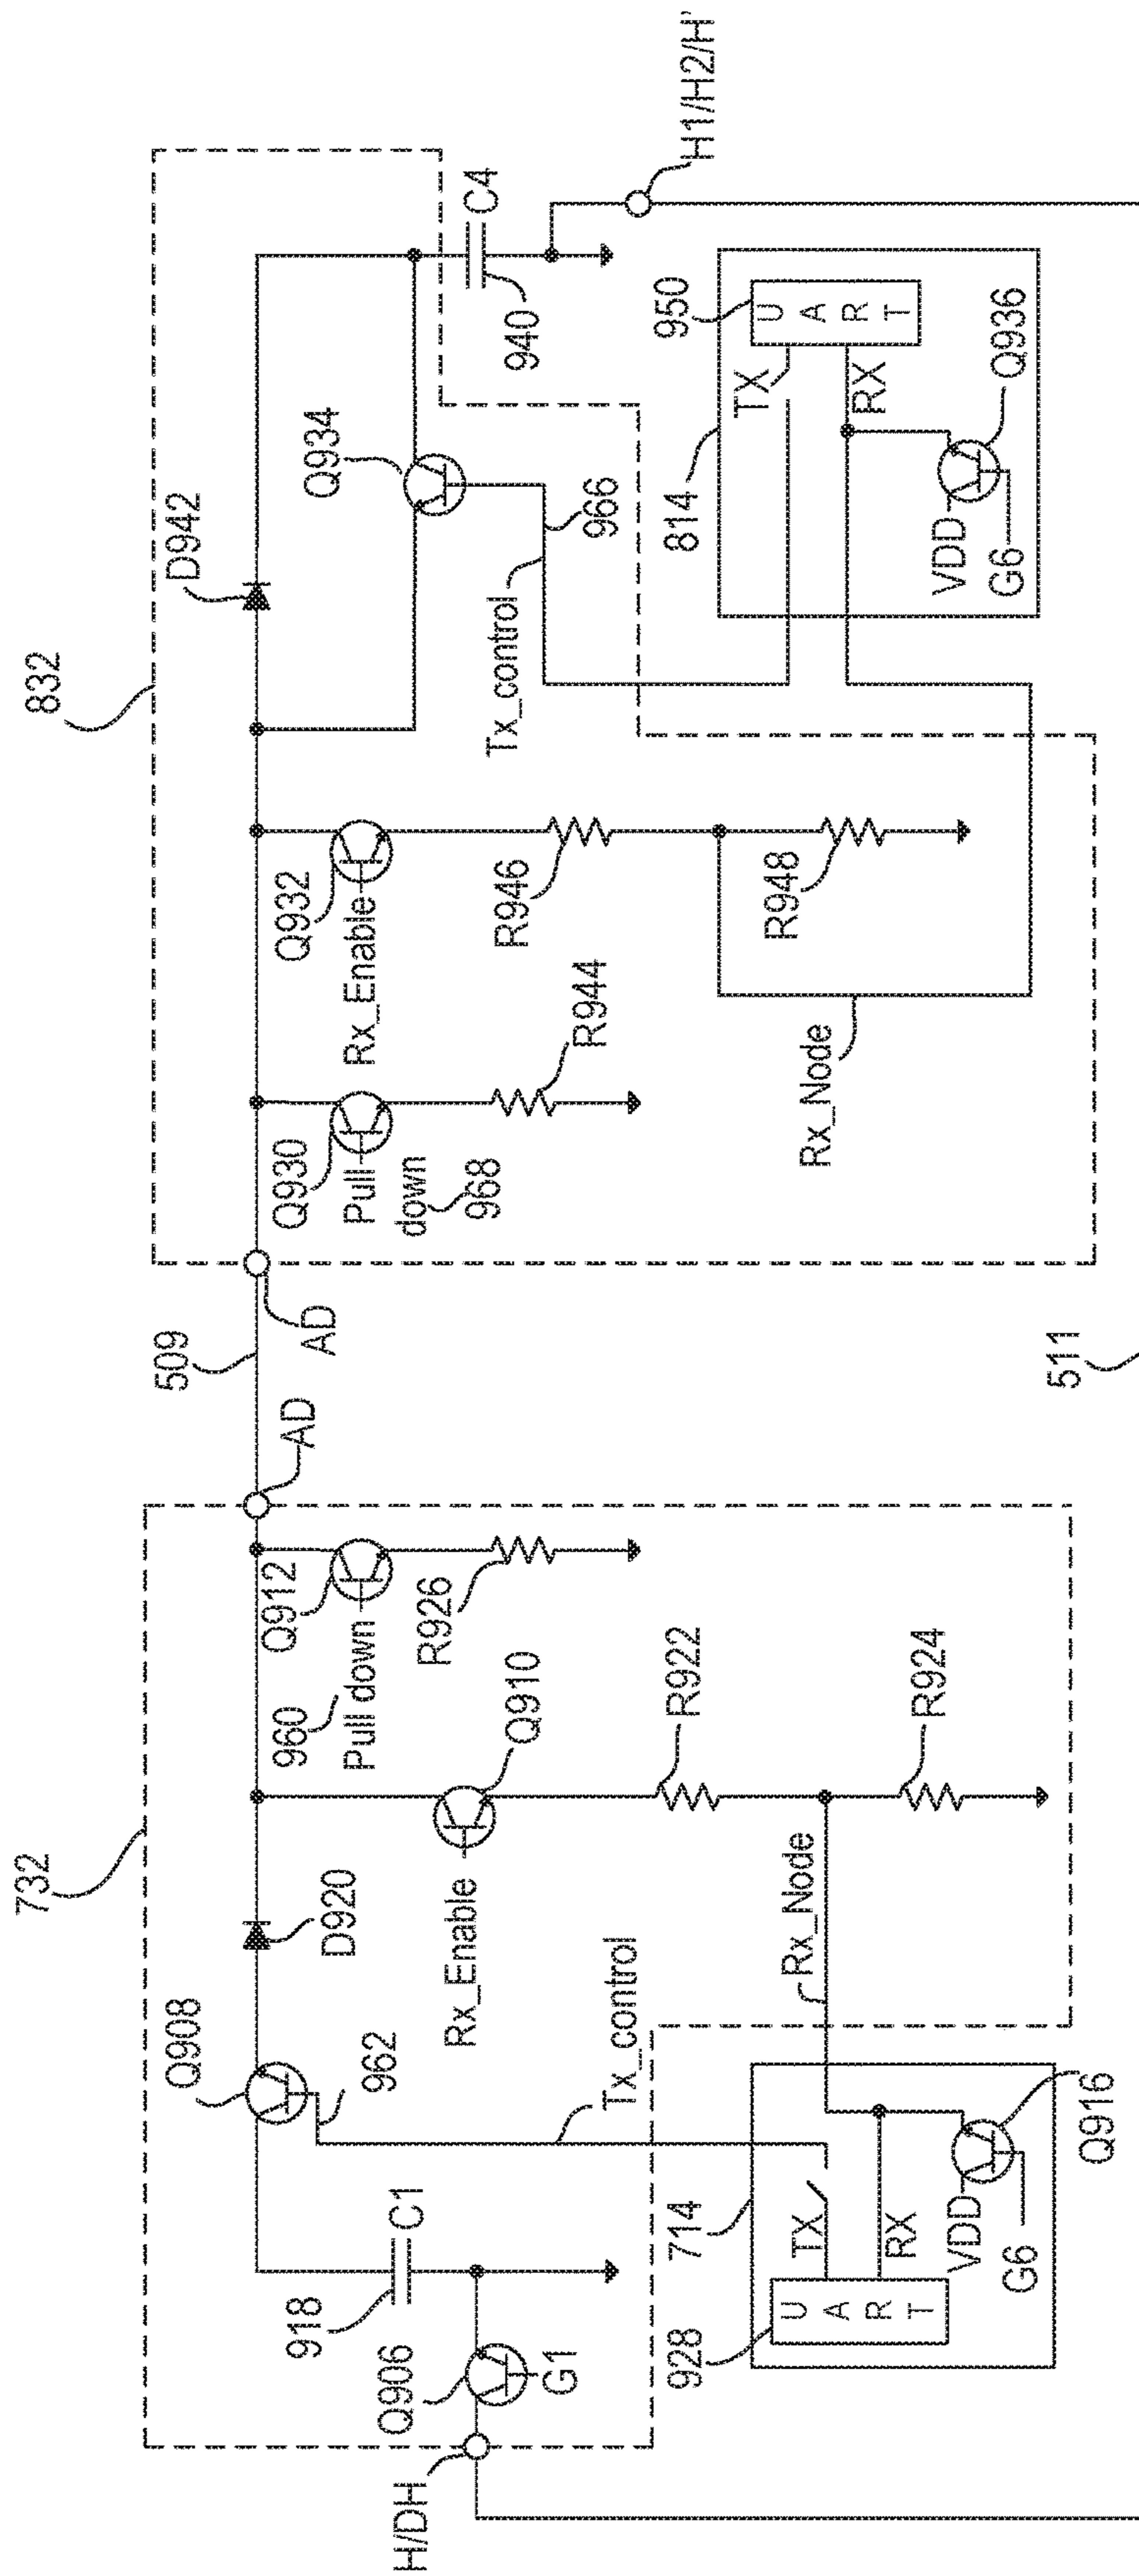 732
Q908
D920
Q912
960
Pull down
R926
Q910
Rx_Enable
R922
R924
Rx_Node
Tx_control
962
918
C1
Q906
G1
H/DH
714
TX
RX
928
U A R T
VDD
G6
Q916
AD
509
AD
511
832
Q930
Pull
down
968
R944
Q932
Rx_Enable
R946
R948
Rx_Node
D942
Q934
Tx_control
966
940
C4
H1/H2/H'
814
TX
RX
950
U A R T
VDD
G6
Q936